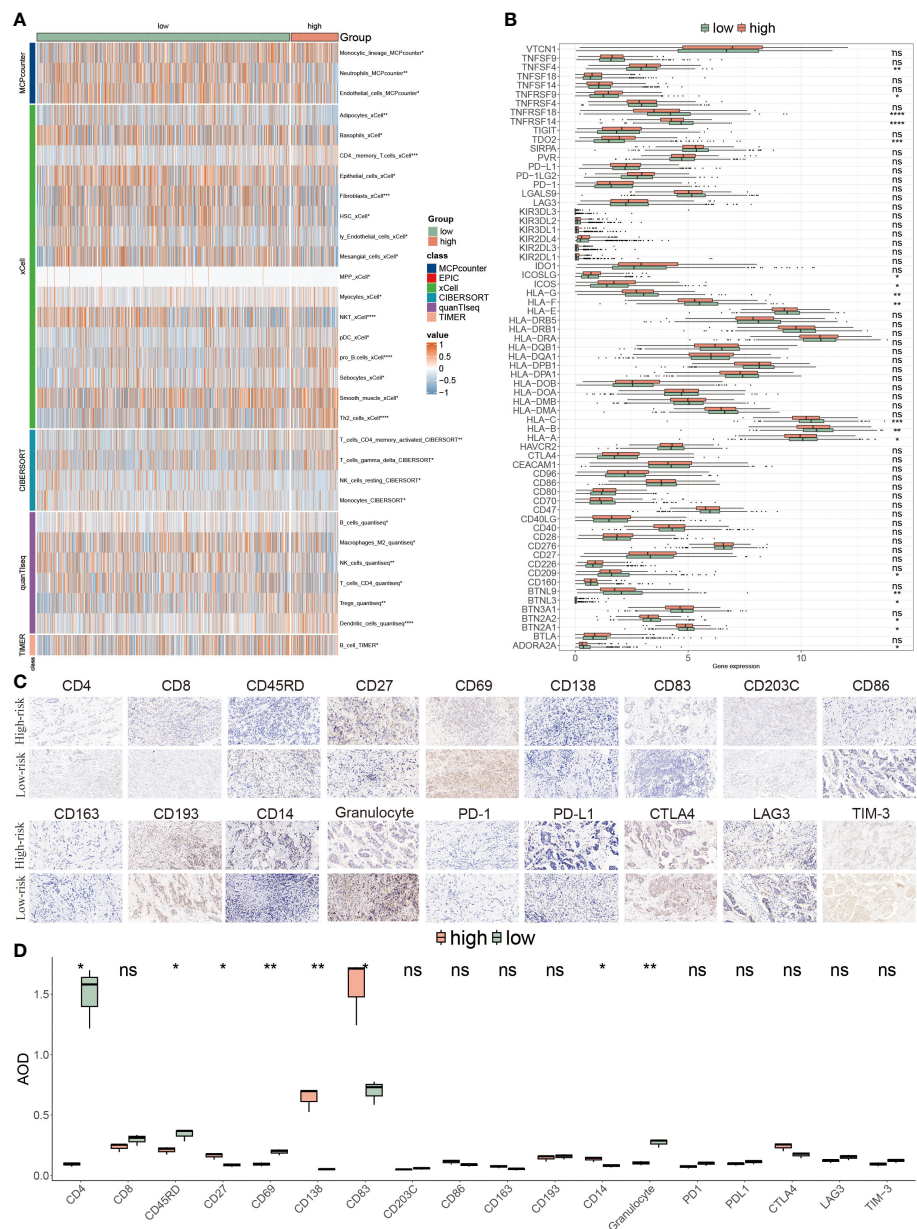 A
low
high
Group
MCPcounter
Monocytic_lineage_MCPcounter*
Neutrophils_MCPcounter**
Endothelial_cells_MCPcounter*
xCell
Adipocytes_xCell**
Basophils_xCell*
CD4._memory_T.cells_xCell***
Epithelial_cells_xCell*
Fibroblasts_xCell***
HSC_xCell*
ly_Endothelial_cells_xCell*
Mesangial_cells_xCell*
MPP_xCell*
Myocytes_xCell*
NKT_xCell****
pDC_xCell*
pro_B.cells_xCell****
Sebocytes_xCell*
Smooth_muscle_xCell*
Th2_cells_xCell****
CIBERSORT
T_cells_CD4_memory_activated_CIBERSORT**
T_cells_gamma_delta_CIBERSORT*
NK_cells_resting_CIBERSORT*
Monocytes_CIBERSORT*
quanTIseq
B_cells_quantiseq*
Macrophages_M2_quantiseq*
NK_cells_quantiseq**
T_cells_CD4_quantiseq*
Tregs_quantiseq**
Dendritic_cells_quantiseq****
TIMER
B_cell_TIMER*
class
Group
low
high
class
MCPcounter
EPIC
xCell
CIBERSORT
quanTIseq
TIMER
value
1
0.5
0
−0.5
−1
B
low high
VTCN1
TNFSF9
TNFSF4
TNFSF18
TNFSF14
TNFRSF9
TNFRSF4
TNFRSF18
TNFRSF14
TIGIT
TDO2
SIRPA
PVR
PD−L1
PD−1LG2
PD−1
LGALS9
LAG3
KIR3DL3
KIR3DL2
KIR3DL1
KIR2DL4
KIR2DL3
KIR2DL1
IDO1
ICOSLG
ICOS
HLA−G
HLA−F
HLA−E
HLA−DRB5
HLA−DRB1
HLA−DRA
HLA−DQB1
HLA−DQA1
HLA−DPB1
HLA−DPA1
HLA−DOB
HLA−DOA
HLA−DMB
HLA−DMA
HLA−C
HLA−B
HLA−A
HAVCR2
CTLA4
CEACAM1
CD96
CD86
CD80
CD70
CD47
CD40LG
CD40
CD28
CD276
CD27
CD226
CD209
CD160
BTNL9
BTNL3
BTN3A1
BTN2A2
BTN2A1
BTLA
ADORA2A
0 5 10
Gene expression
C
CD4 CD8 CD45RD CD27 CD69 CD138 CD83 CD203C CD86
High-risk
Low-risk
CD163 CD193 CD14 Granulocyte PD-1 PD-L1 CTLA4 LAG3 TIM-3
High-risk
Low-risk
D
high low
* ns * * ** ** * ns ns ns ns * ** ns ns ns ns ns
AOD
1.5
1.0
0.5
0.0
CD4 CD8 CD45RD CD27 CD69 CD138 CD83 CD203C CD86 CD163 CD193 CD14 Granulocyte PD1 PDL1 CTLA4 LAG3 TIM−3